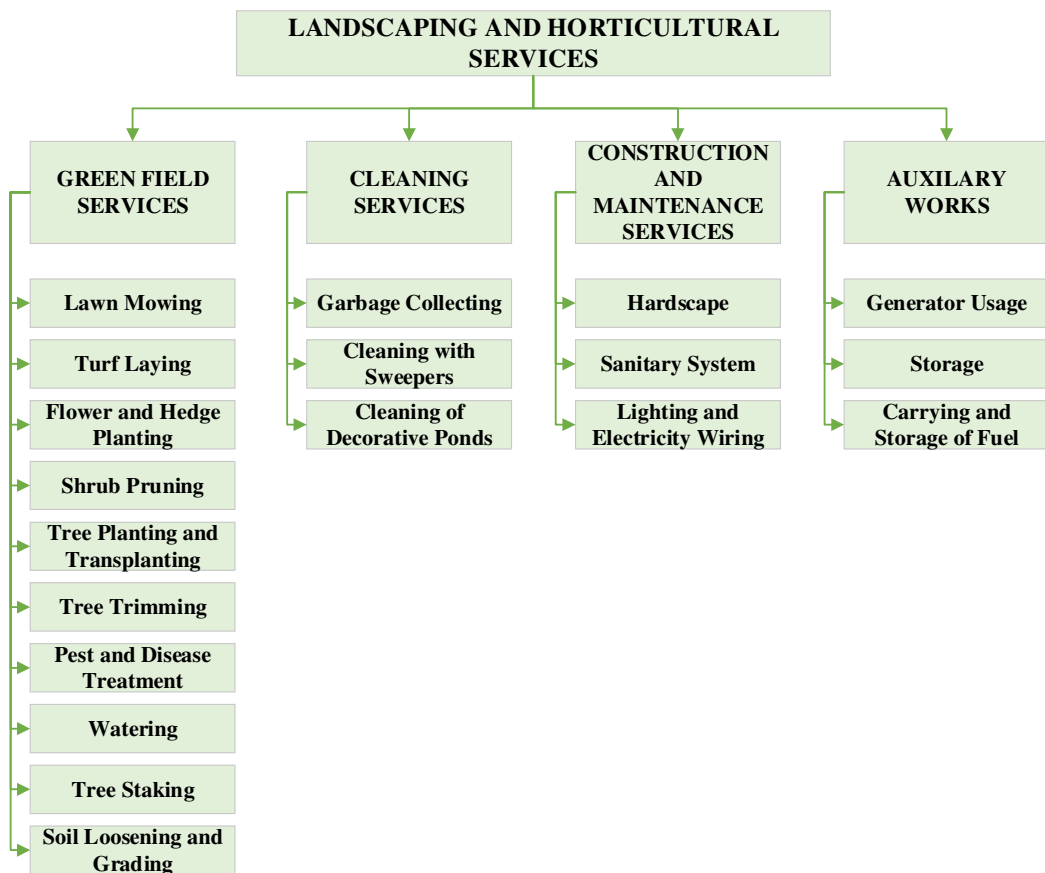 LANDSCAPING AND HORTICULTURAL
SERVICES
GREEN FIELD
SERVICES
CLEANING
SERVICES
CONSTRUCTION
AND
MAINTENANCE
SERVICES
AUXILARY
WORKS
Lawn Mowing
Turf Laying
Flower and Hedge
Planting
Shrub Pruning
Tree Planting and
Transplanting
Tree Trimming
Pest and Disease
Treatment
Watering
Tree Staking
Soil Loosening and
Grading
Garbage Collecting
Cleaning with
Sweepers
Cleaning of
Decorative Ponds
Hardscape
Sanitary System
Lighting and
Electricity Wiring
Generator Usage
Storage
Carrying and
Storage of Fuel